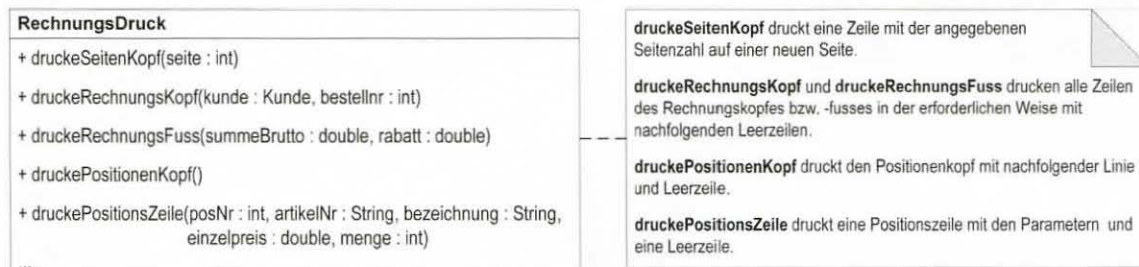 RechnungsDruck
+ druckeSeitenKopf(seite : int)
+ druckeRechnungsKopf(kunde : Kunde, bestellnr : int)
+ druckeRechnungsFuss(summeBrutto : double, rabatt : double)
+ druckePositionenKopf()
+ druckePositionsZeile(posNr : int, artikelNr : String, bezeichnung : String,
einzelpreis : double, menge : int)
...
druckeSeitenKopf druckt eine Zeile mit der angegebenen
Seitenzahl auf einer neuen Seite.
druckeRechnungsKopf und druckeRechnungsFuss drucken alle Zeilen
des Rechnungskopfes bzw. -fusses in der erforderlichen Weise mit
nachfolgenden Leerzeilen.
druckePositionenKopf druckt den Positionenkopf mit nachfolgender Linie
und Leerzeile.
druckePositionsZeile druckt eine Positionszeile mit den Parametern und
eine Leerzeile.